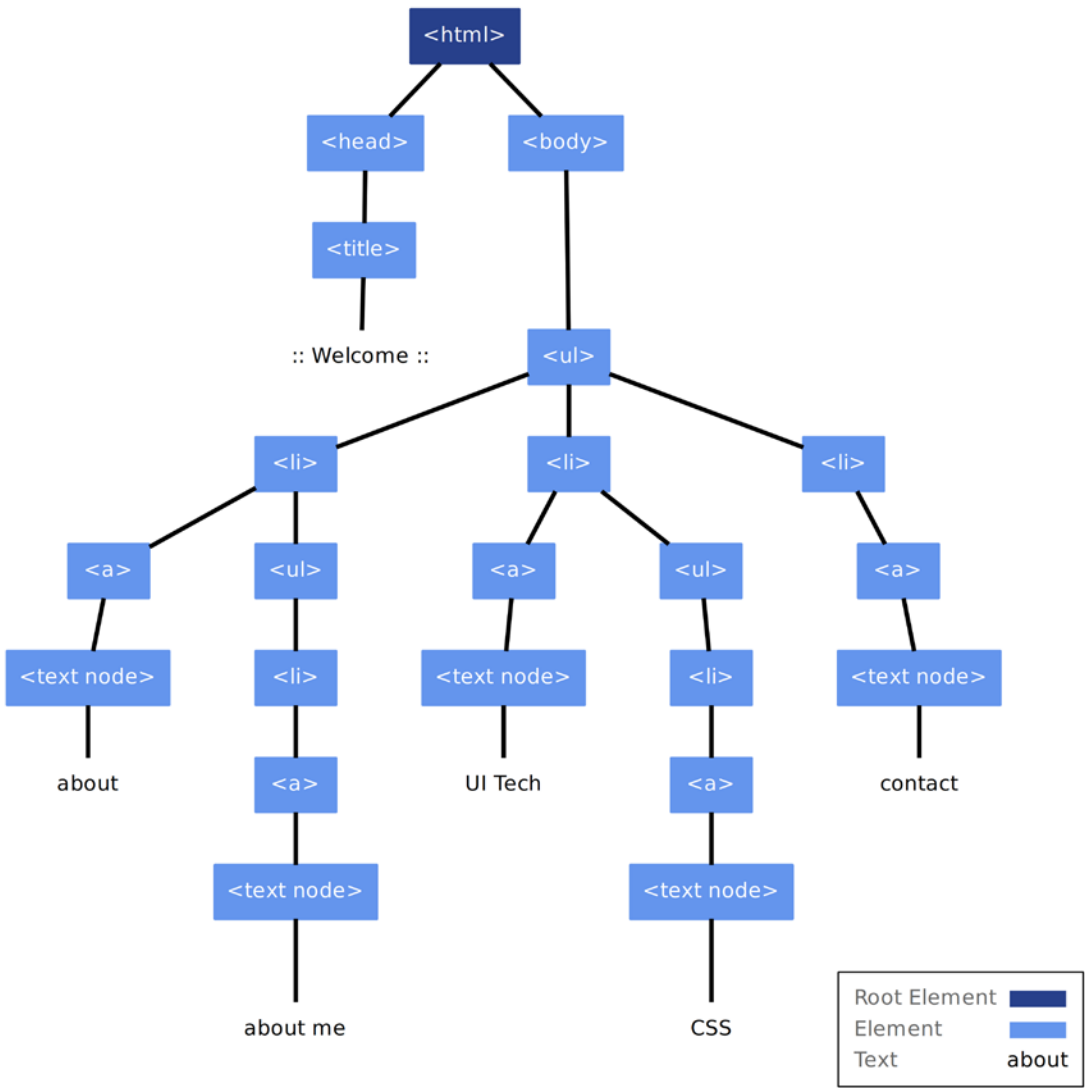 <html>
<head> <body>
<title>
:: Welcome :: <ul>
<li> <li> <li>
<a> <ul> <a> <ul> <a>
<text node> <li> <text node> <li> <text node>
about <a> UI Tech <a> contact
<text node> <text node>
about me CSS
Root Element
Element
Text about